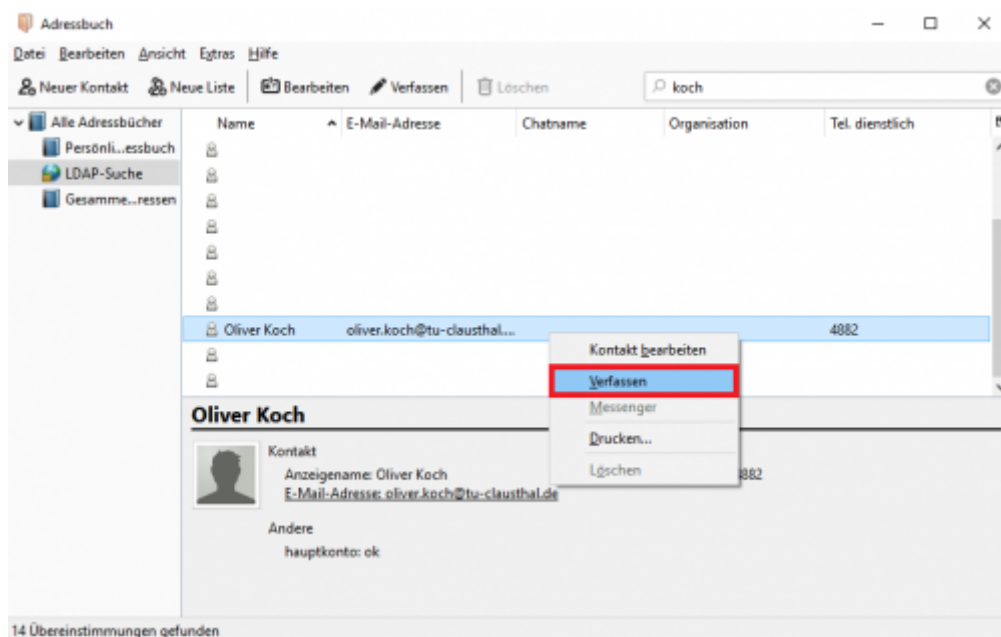 Adressbuch
Datei Bearbeiten Ansicht Extras Hilfe
Neuer Kontakt Neue Liste Bearbeiten Verfassen Löschen koch
Alle Adressbücher Name E-Mail-Adresse Chatname Organisation Tel. dienstlich
Persönli...essbuch
LDAP-Suche
Gesamme...ressen
Oliver Koch oliver.koch@tu-clausthal.... 4882
Kontakt bearbeiten
Verfassen
Messenger
Drucken...
Löschen
Oliver Koch
Kontakt
Anzeigename: Oliver Koch 882
E-Mail-Adresse: oliver.koch@tu-clausthal.de
Andere
hauptkonto: ok
14 Übereinstimmungen gefunden